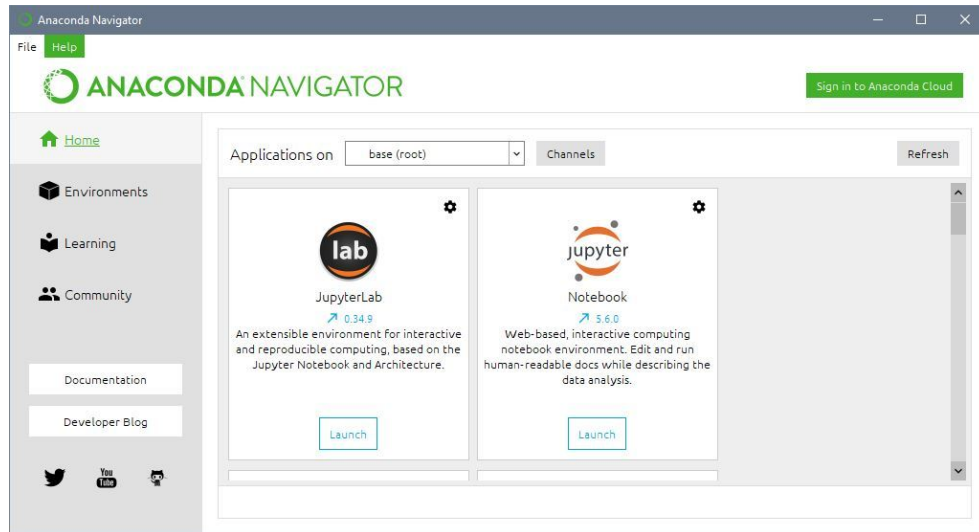 Anaconda Navigator
File Help
ANACONDA NAVIGATOR
Sign in to Anaconda Cloud
Home
Environments
Learning
Community
Documentation
Developer Blog
You
Tube
Applications on base (root) Channels Refresh
lab
JupyterLab
0.34.9
An extensible environment for interactive
and reproducible computing, based on the
Jupyter Notebook and Architecture.
Launch
jupyter
Notebook
5.6.0
Web-based, interactive computing
notebook environment. Edit and run
human-readable docs while describing the
data analysis.
Launch